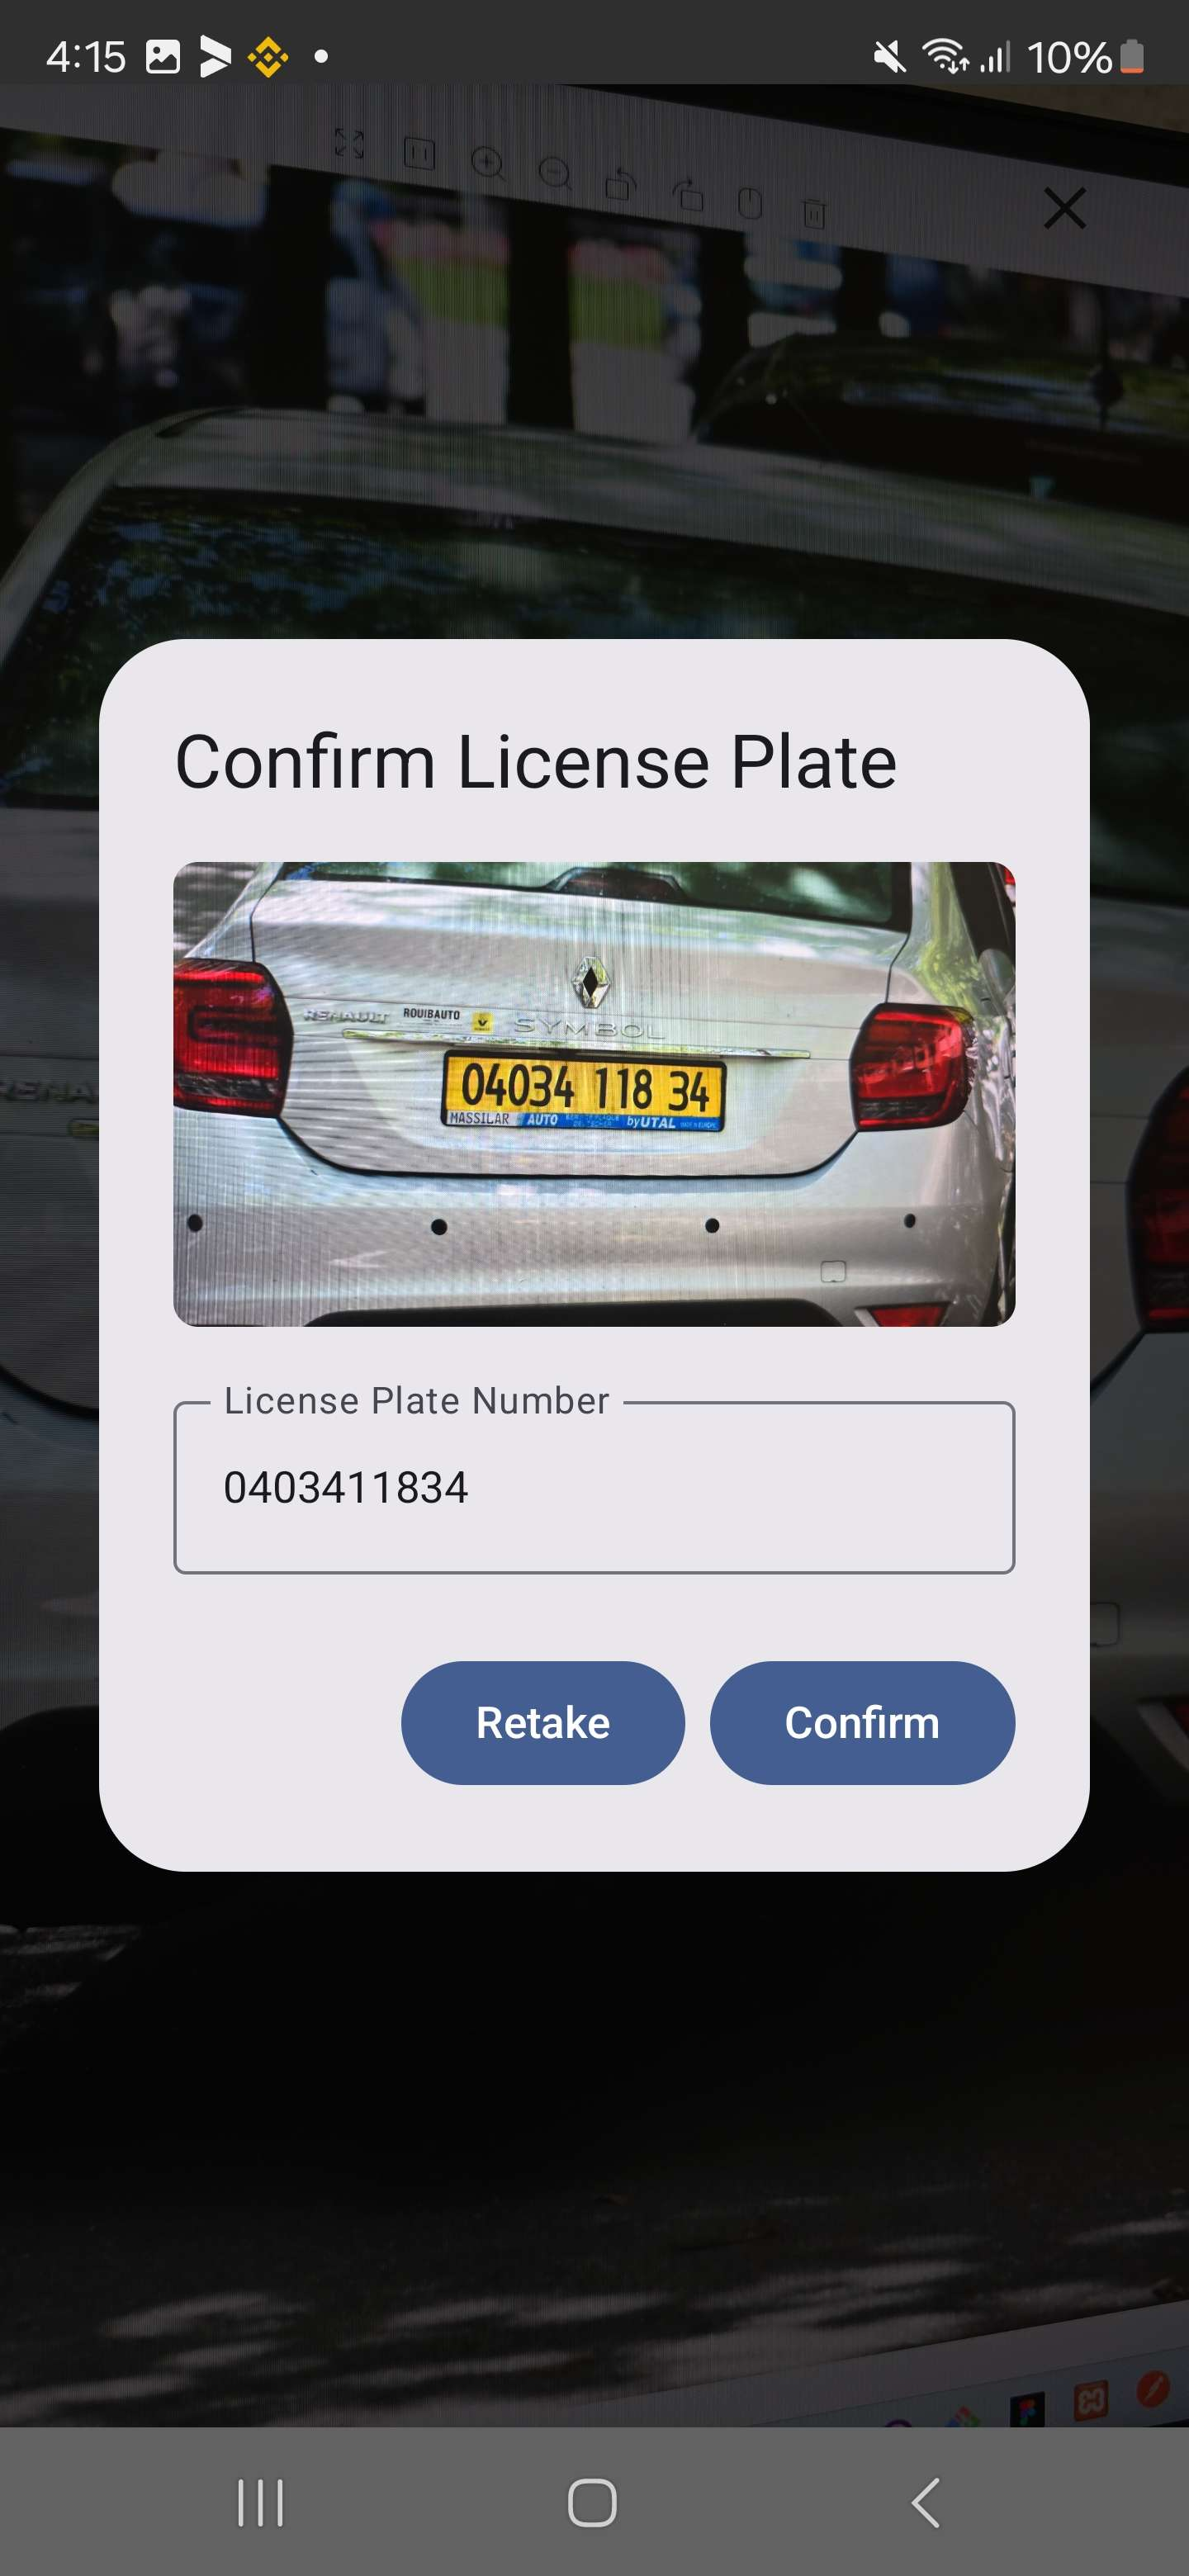 4:15
10%
Confirm License Plate
RENAULT ROUIBAUTO
SYMBOL
04034 118 34
MASSILAR AUTO byUTAL
License Plate Number
0403411834
Retake Confirm